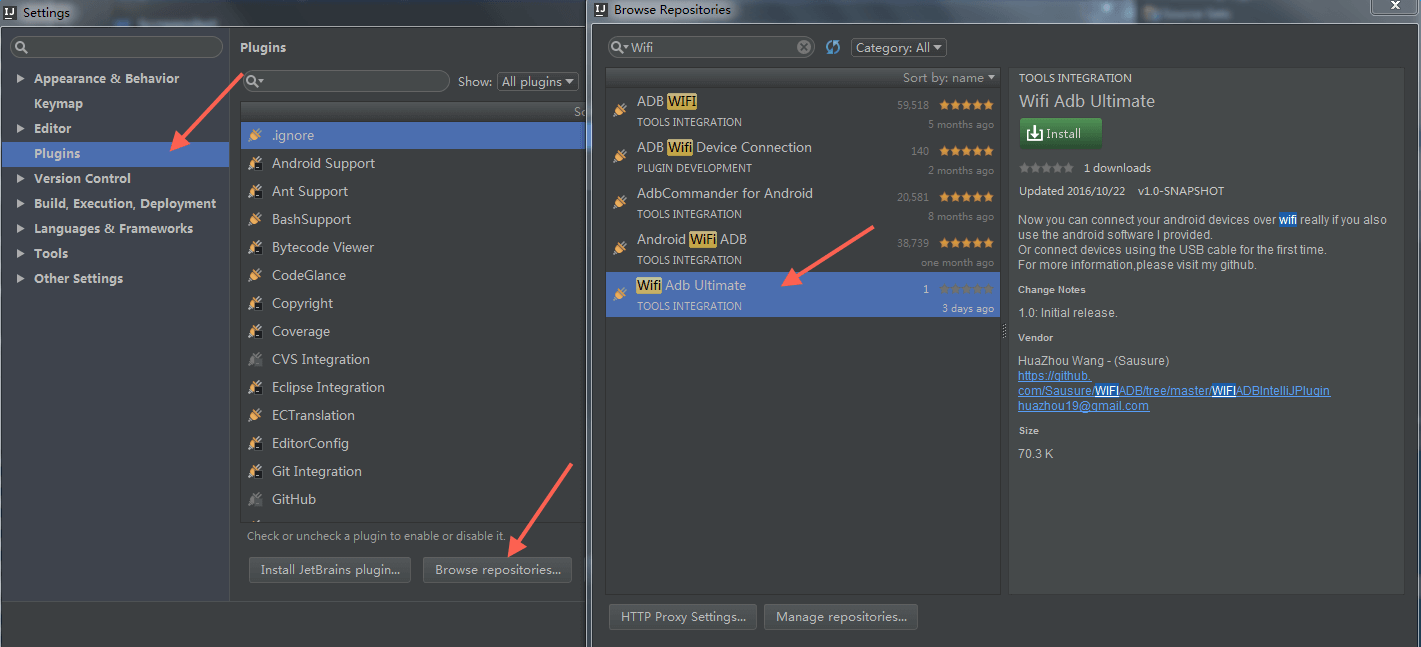 Settings
Appearance & Behavior
Keymap
Editor
Plugins
Version Control
Build, Execution, Deployment
Languages & Frameworks
Tools
Other Settings
Plugins
Show: All plugins
.ignore
Android Support
Ant Support
BashSupport
Bytecode Viewer
CodeGlance
Copyright
Coverage
CVS Integration
Eclipse Integration
ECTranslation
EditorConfig
Git Integration
GitHub
Check or uncheck a plugin to enable or disable it.
Install JetBrains plugin...
Browse repositories...
Browse Repositories
Wifi
Category: All
Sort by: name
ADB WIFI 59,518
TOOLS INTEGRATION 5 months ago
ADB Wifi Device Connection 140
PLUGIN DEVELOPMENT 2 months ago
AdbCommander for Android 20,581
TOOLS INTEGRATION 8 months ago
Android WiFi ADB 38,739
TOOLS INTEGRATION one month ago
Wifi Adb Ultimate 1
TOOLS INTEGRATION 3 days ago
HTTP Proxy Settings...
Manage repositories...
TOOLS INTEGRATION
Wifi Adb Ultimate
Install
1 downloads
Updated 2016/10/22 v1.0-SNAPSHOT
Now you can connect your android devices over wifi really if you also
use the android software I provided.
Or connect devices using the USB cable for the first time.
For more information,please visit my github.
Change Notes
1.0: Initial release.
Vendor
HuaZhou Wang - (Sausure)
https://github.
com/Sausure/WIFIADB/tree/master/WIFIADBIntelliJPlugin
huazhou19@gmail.com
Size
70.3 K